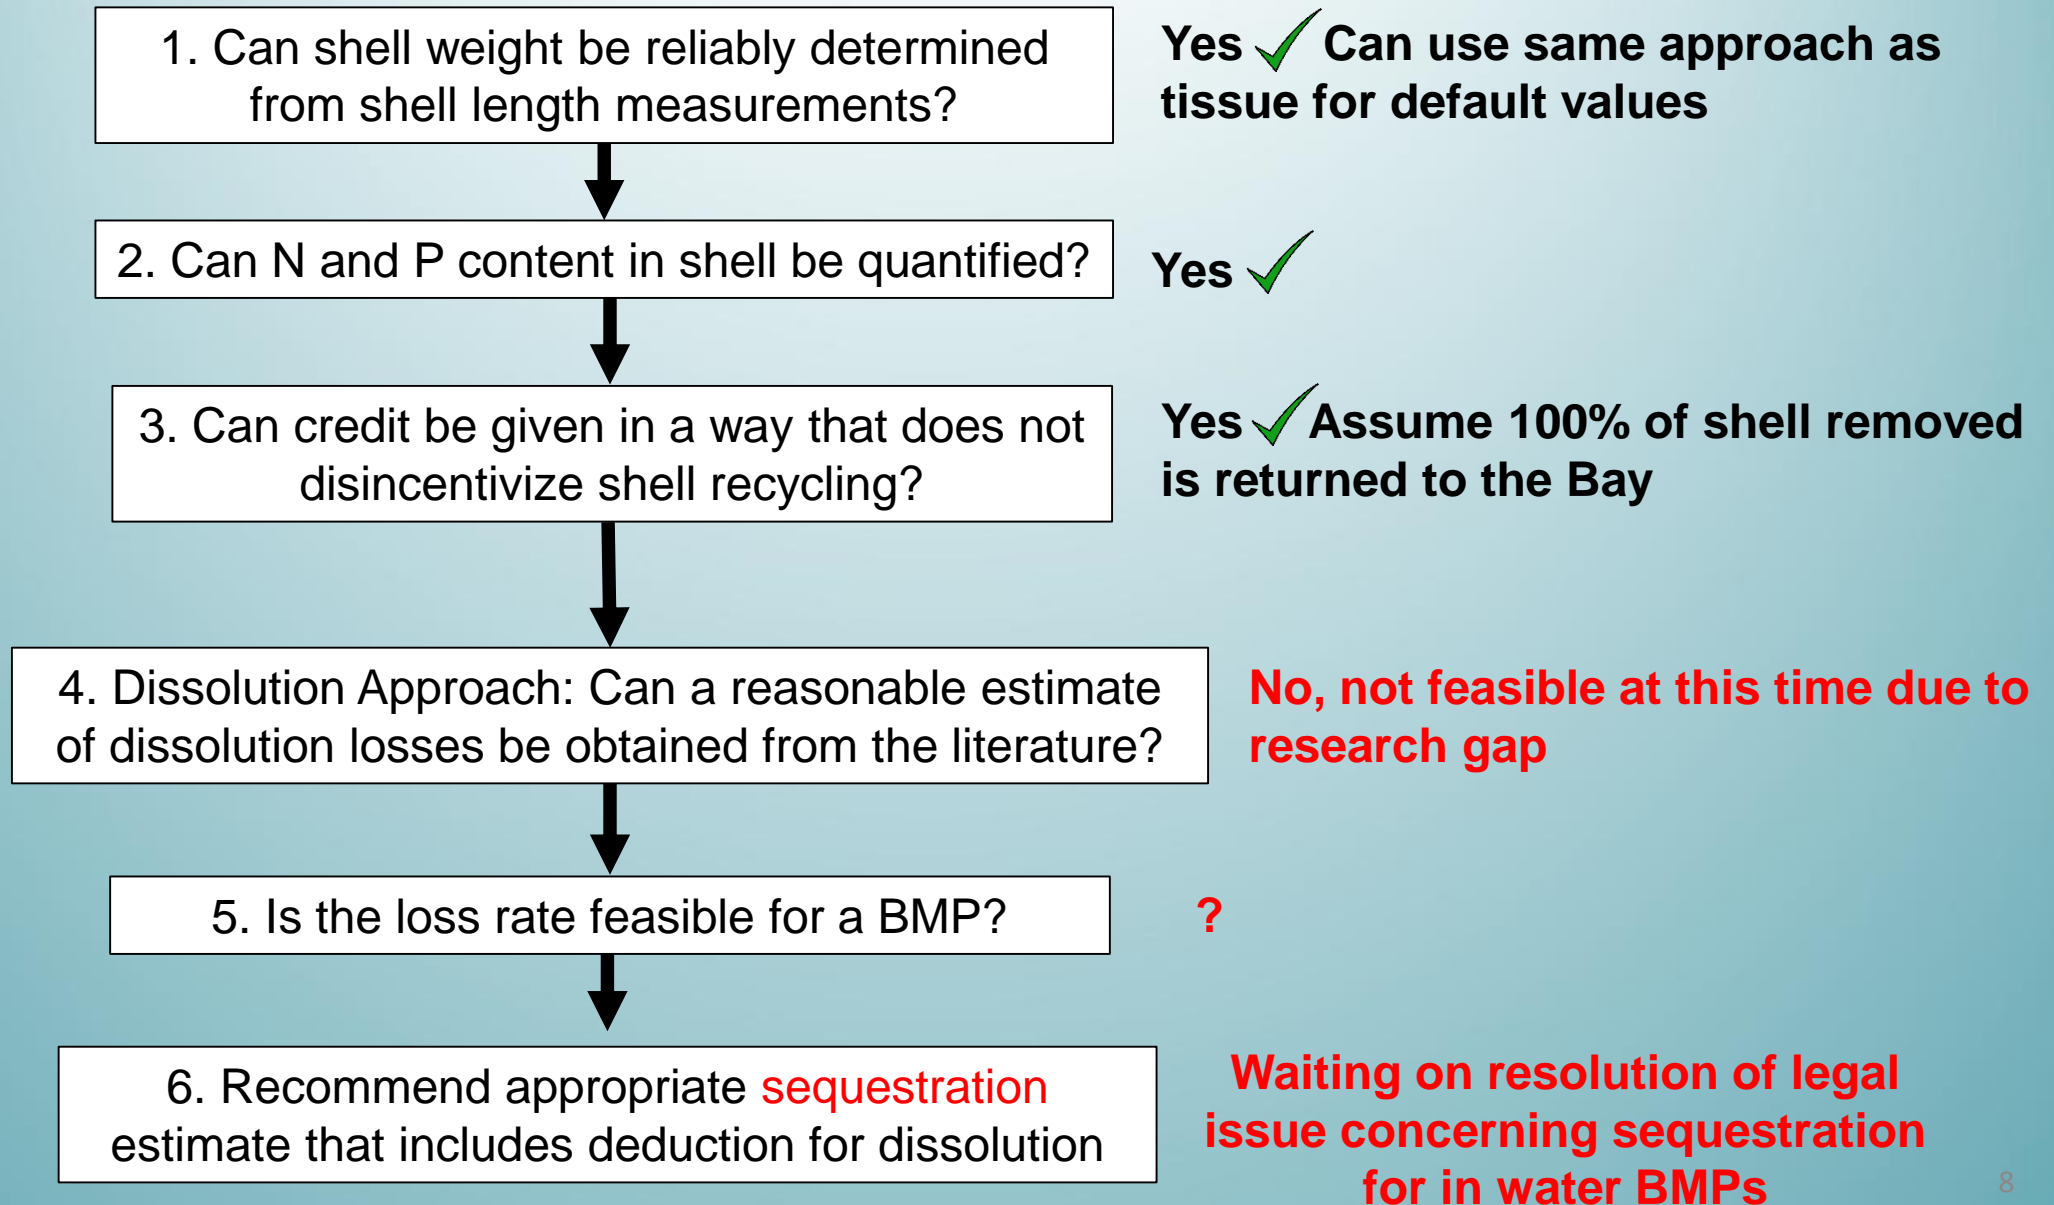 1. Can shell weight be reliably determined
from shell length measurements?
Yes ✓ Can use same approach as
tissue for default values
2. Can N and P content in shell be quantified?
Yes ✓
3. Can credit be given in a way that does not
disincentivize shell recycling?
Yes ✓ Assume 100% of shell removed
is returned to the Bay
4. Dissolution Approach: Can a reasonable estimate
of dissolution losses be obtained from the literature?
No, not feasible at this time due to
research gap
5. Is the loss rate feasible for a BMP?
?
6. Recommend appropriate sequestration
estimate that includes deduction for dissolution
Waiting on resolution of legal
issue concerning sequestration
for in water BMPs
8